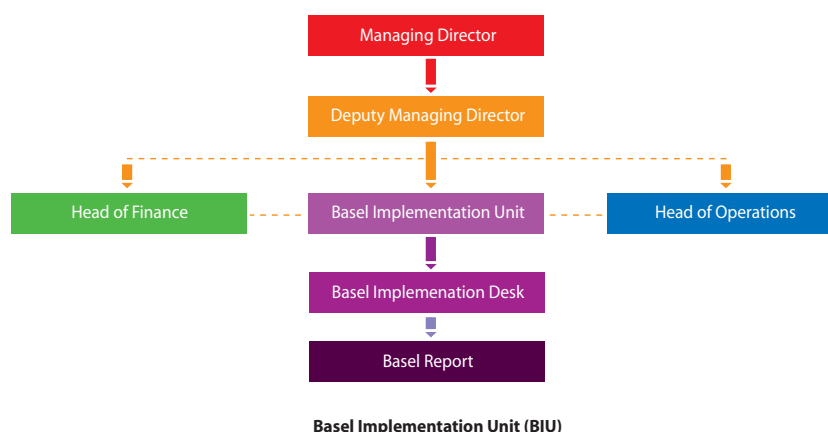 Managing Director
Deputy Managing Director
Head of Finance
Basel Implementation Unit
Head of Operations
Basel Implemenation Desk
Basel Report
Basel Implementation Unit (BIU)